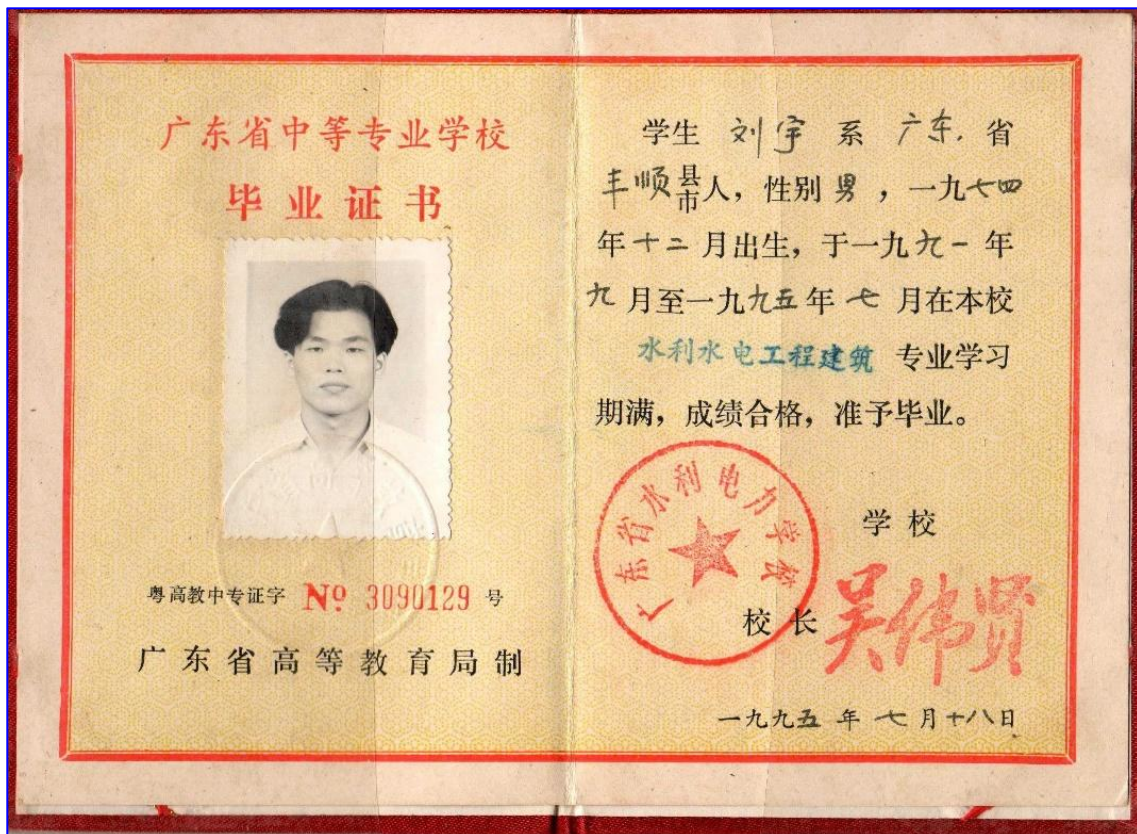 广东省中等专业学校
毕业证书
粤高教中专证字 № 3090129 号
广东省高等教育局制
学生 刘宇 系 广东 省
丰顺县市人，性别 男，一九七四
年十二月出生，于一九九一年
九月至一九九五年七月在本校
水利水电工程建筑 专业学习
期满，成绩合格，准予毕业。
广东省水利电力学校
学校
校长 吴伟贤
一九九五年七月十八日